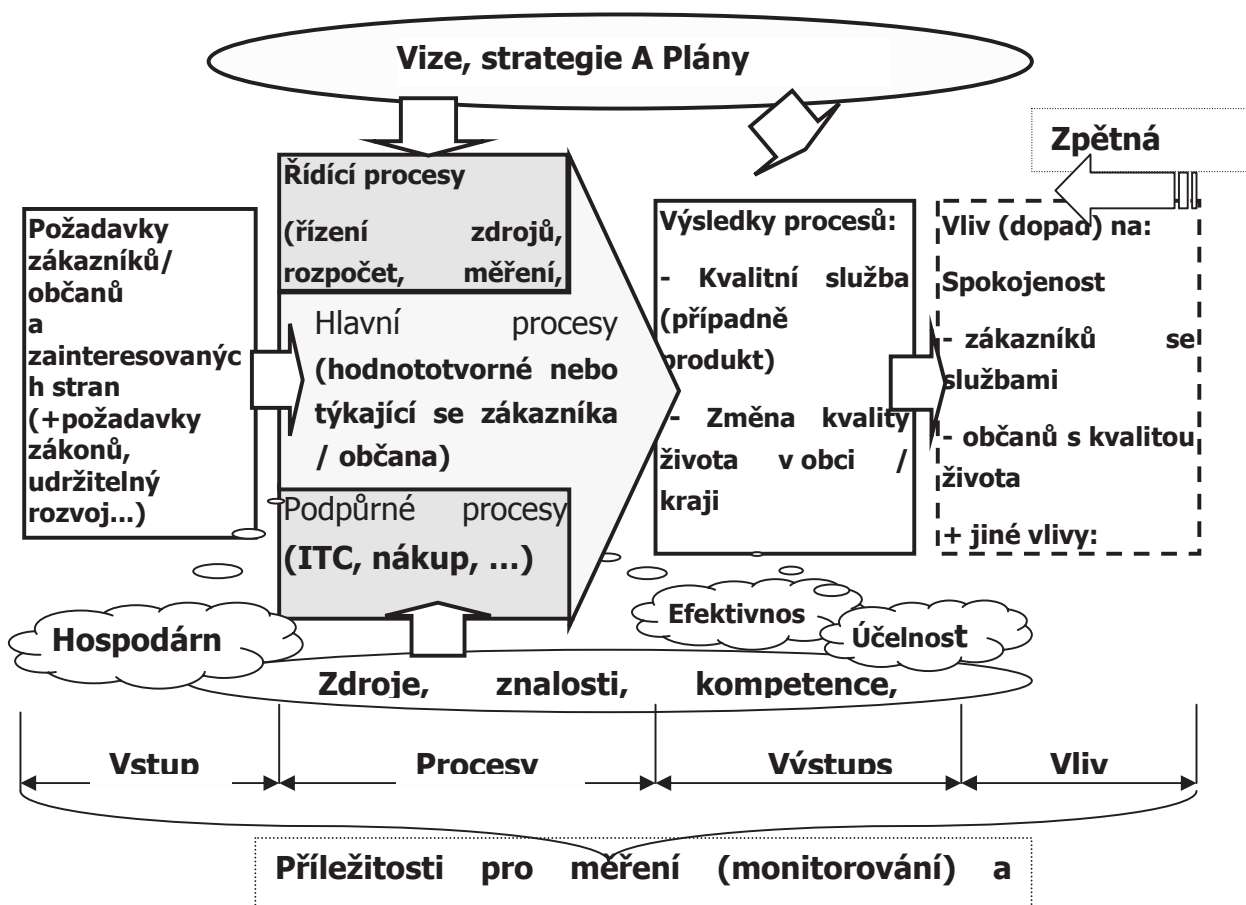 Vize, strategie A Plány
Zpětná
Řídící procesy
(řízení zdrojů,
rozpočet, měření,
Požadavky
zákazníků/
občanů
a
zainteresovanýc
h stran
(+požadavky
zákonů,
udržitelný
rozvoj...)
Hlavní procesy
(hodnototvorné nebo
týkající se zákazníka
/ občana)
Podpůrné procesy
(ITC, nákup, ...)
Výsledky procesů:
- Kvalitní služba
(případně
produkt)
- Změna kvality
života v obci /
kraji
Vliv (dopad) na:
Spokojenost
- zákazníků se
službami
- občanů s kvalitou
života
+ jiné vlivy:
Hospodárn
Efektivnos
Účelnost
Zdroje, znalosti, kompetence,
Vstup
Procesy
Výstups
Vliv
Příležitosti pro měření (monitorování) a